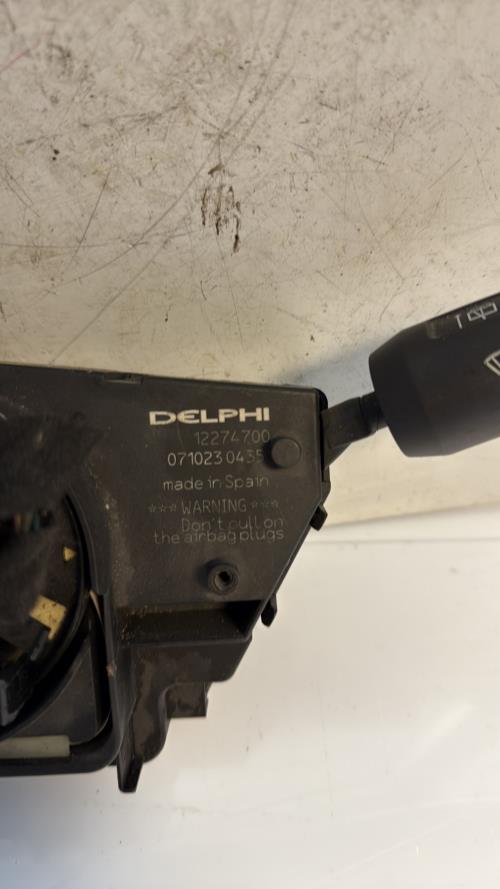 DELPHI
12274700
071023 0435
made in Spain
*** WARNING ***
Don't pull on
the airbag plugs